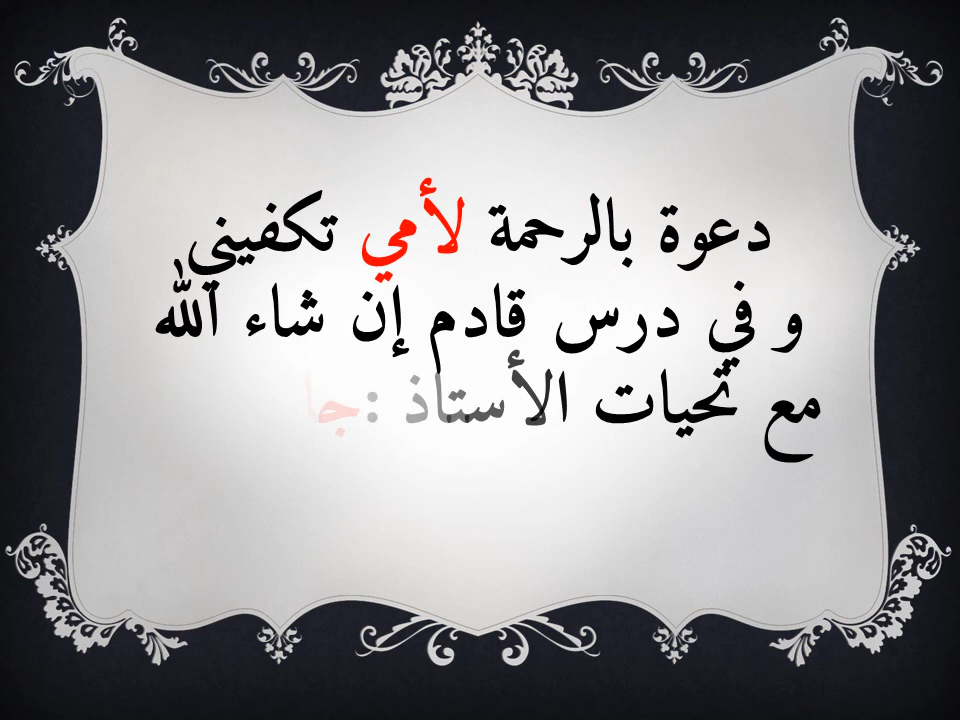 دعوة بالرحمة لأمي تكفيني
و في درس قادم إن شاء الله
مع تحيات الأستاذ :